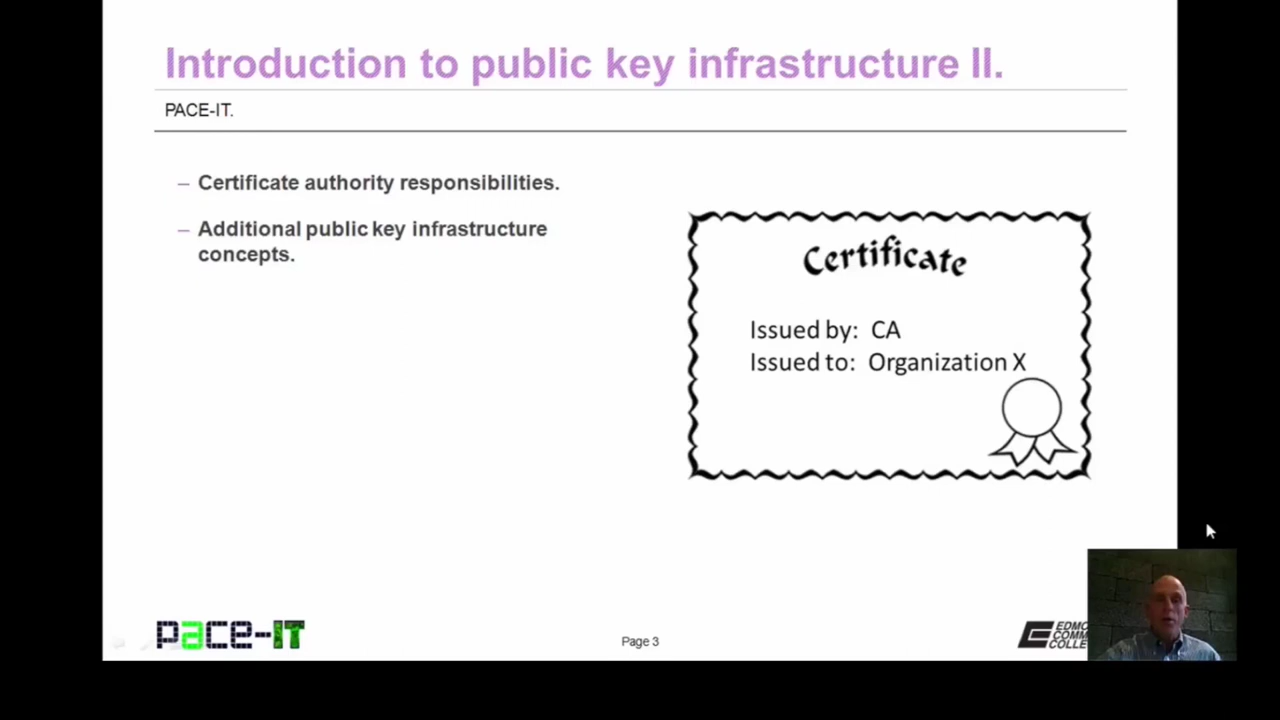 Introduction to public key infrastructure II.
PACE-IT.
– Certificate authority responsibilities.
– Additional public key infrastructure
concepts.
Certificate
Issued by: CA
Issued to: Organization X
pace-IT
Page 3